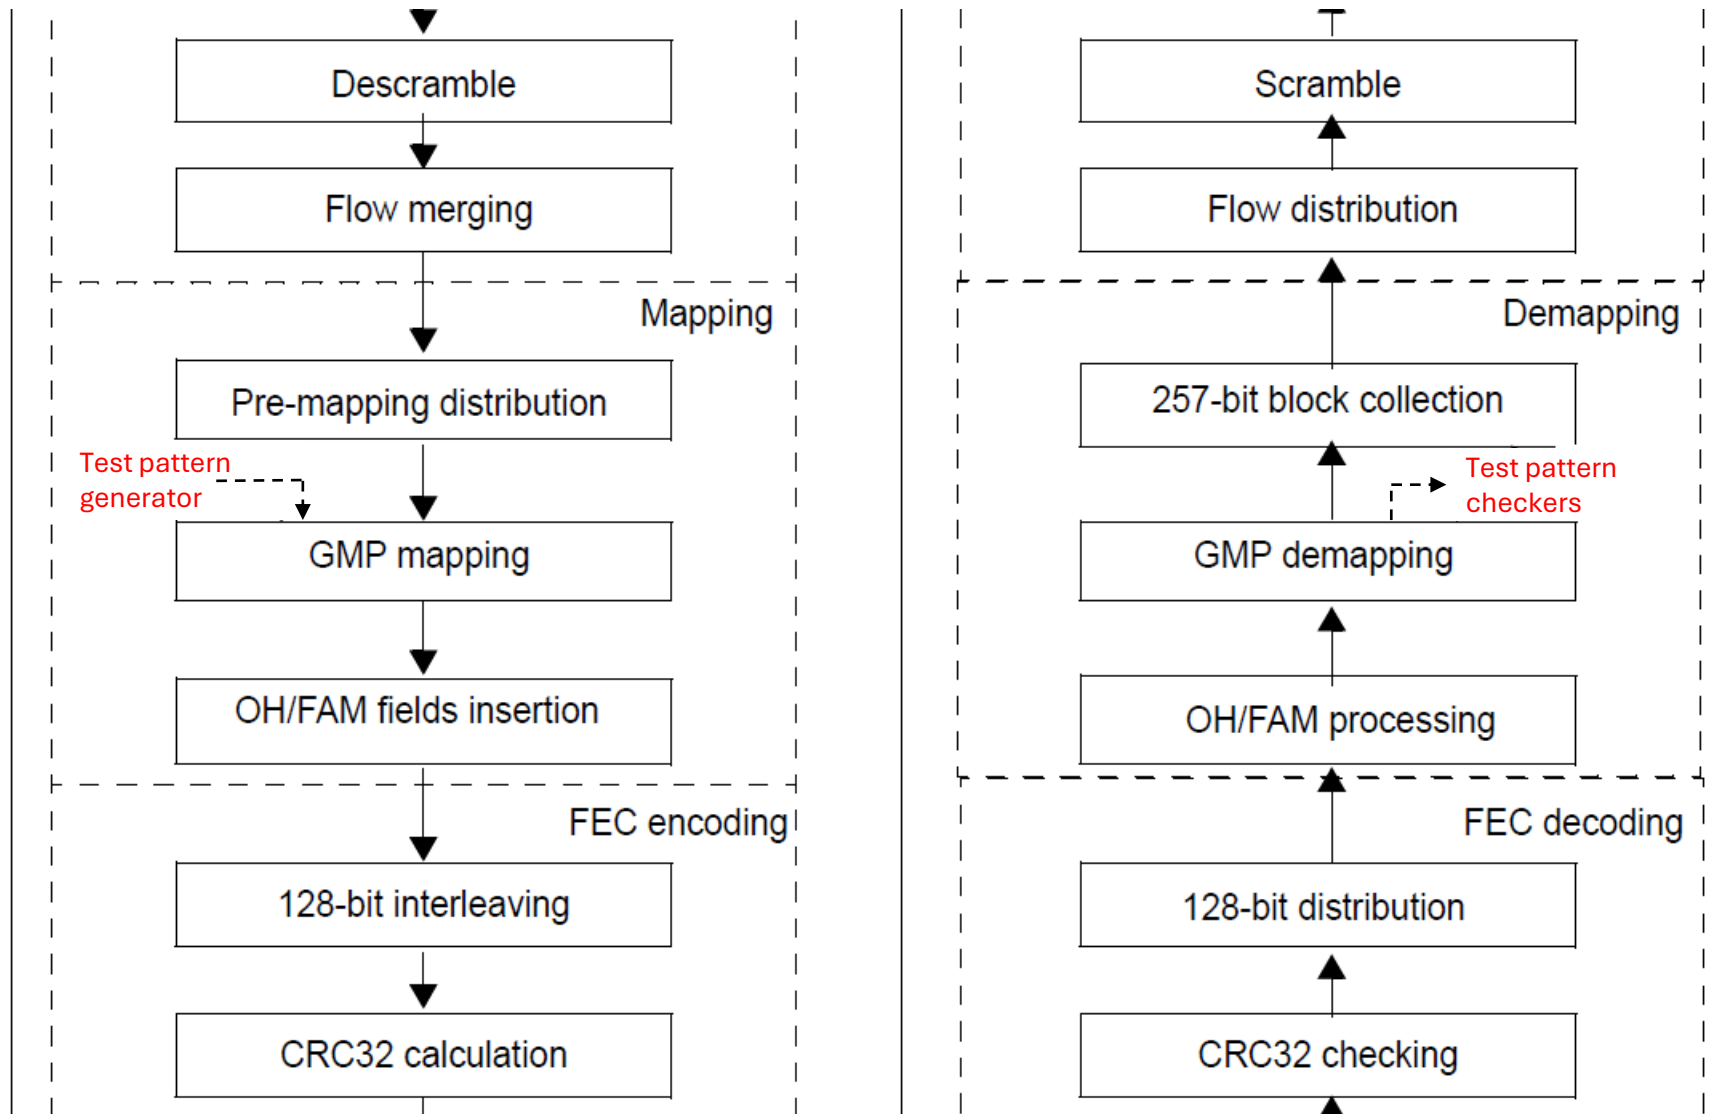 Descramble
Flow merging
Mapping
Pre-mapping distribution
Test pattern
generator
GMP mapping
OH/FAM fields insertion
FEC encoding
128-bit interleaving
CRC32 calculation
Scramble
Flow distribution
Demapping
257-bit block collection
Test pattern
checkers
GMP demapping
OH/FAM processing
FEC decoding
128-bit distribution
CRC32 checking